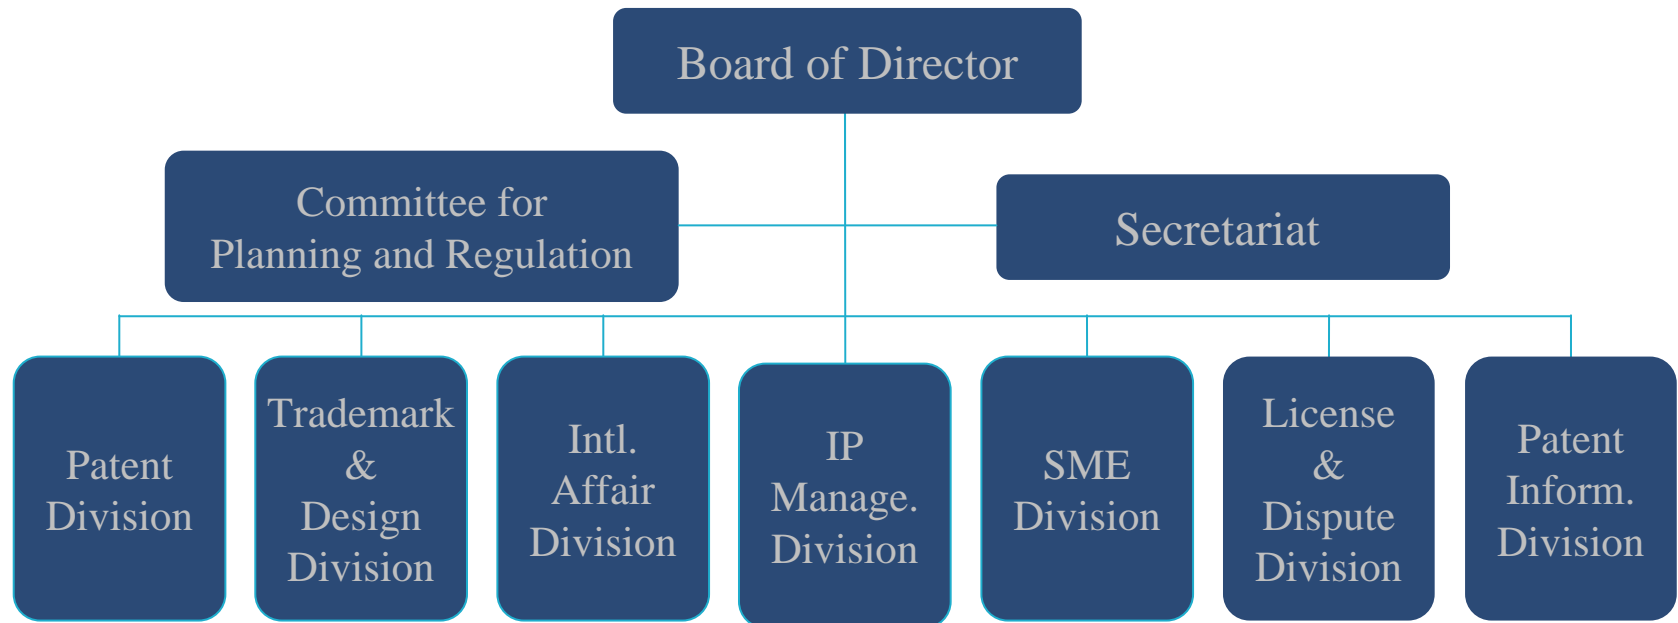 Board of Director
Committee for
Planning and Regulation
Secretariat
Patent
Division
Trademark
&
Design
Division
Intl.
Affair
Division
IP
Manage.
Division
SME
Division
License
&
Dispute
Division
Patent
Inform.
Division